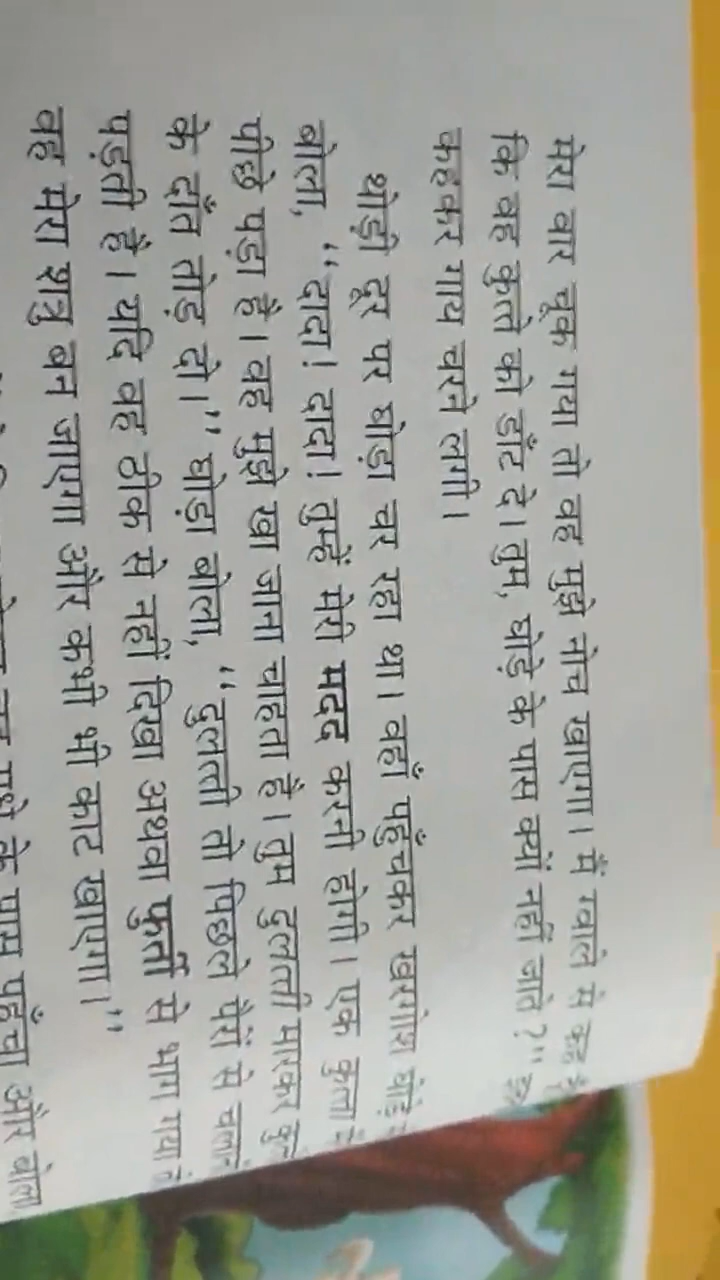 मेरा वार चूक गया तो वह मुझे नोच खाएगा। मैं ग्वाले से कह दूँ
कि वह कुत्ते को डाँट दे। तुम, घोड़े के पास क्यों नहीं जाते ?"
कहकर गाय चरने लगी।
थोड़ी दूर पर घोड़ा चर रहा था। वहाँ पहुँचकर खरगोश घोड़े
बोला, "दादा! दादा! तुम्हें मेरी मदद करनी होगी। एक कुत्ता
पीछे पड़ा है। वह मुझे खा जाना चाहता है। तुम दुलत्ती मारकर
के दाँत तोड़ दो।" घोड़ा बोला, "दुलत्ती तो पिछले पैरों से
पड़ती है। यदि वह ठीक से नहीं दिखा अथवा फुर्ती से भाग गया
वह मेरा शत्रु बन जाएगा और कभी भी काट खाएगा।"
के पास पहुँचा और बोला